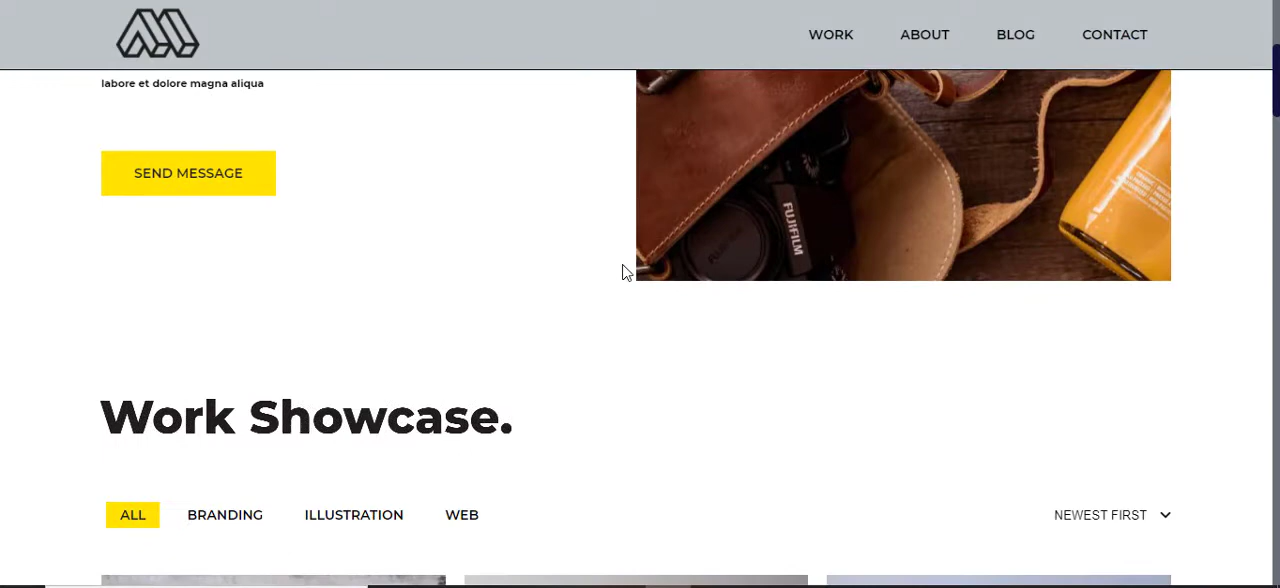 WORK ABOUT BLOG CONTACT
labore et dolore magna aliqua
SEND MESSAGE
FUJIFILM
Work Showcase.
ALL BRANDING ILLUSTRATION WEB
NEWEST FIRST